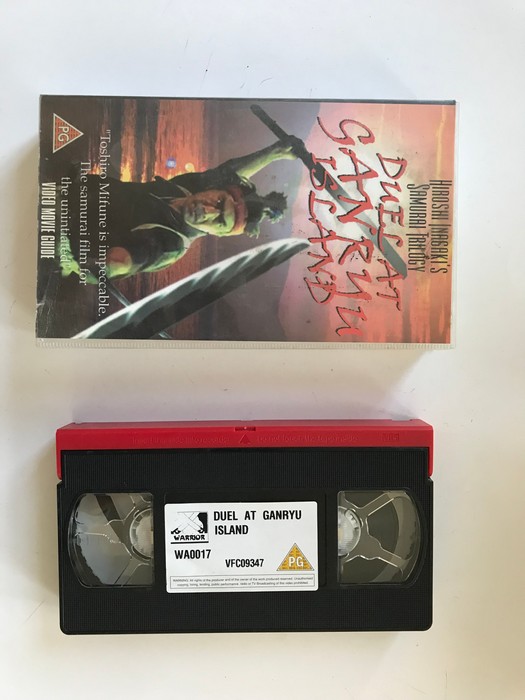 HIROSHI INAGAKI'S
SAMURAI TRILOGY
DUEL AT
GANRYU
ISLAND
PG
"Toshiro Mifune is impeccable.
The samurai film for
the uninitiated"
VIDEO MOVIE GUIDE
WARRIOR
DUEL AT GANRYU
ISLAND
WA0017
VFC09347
PG